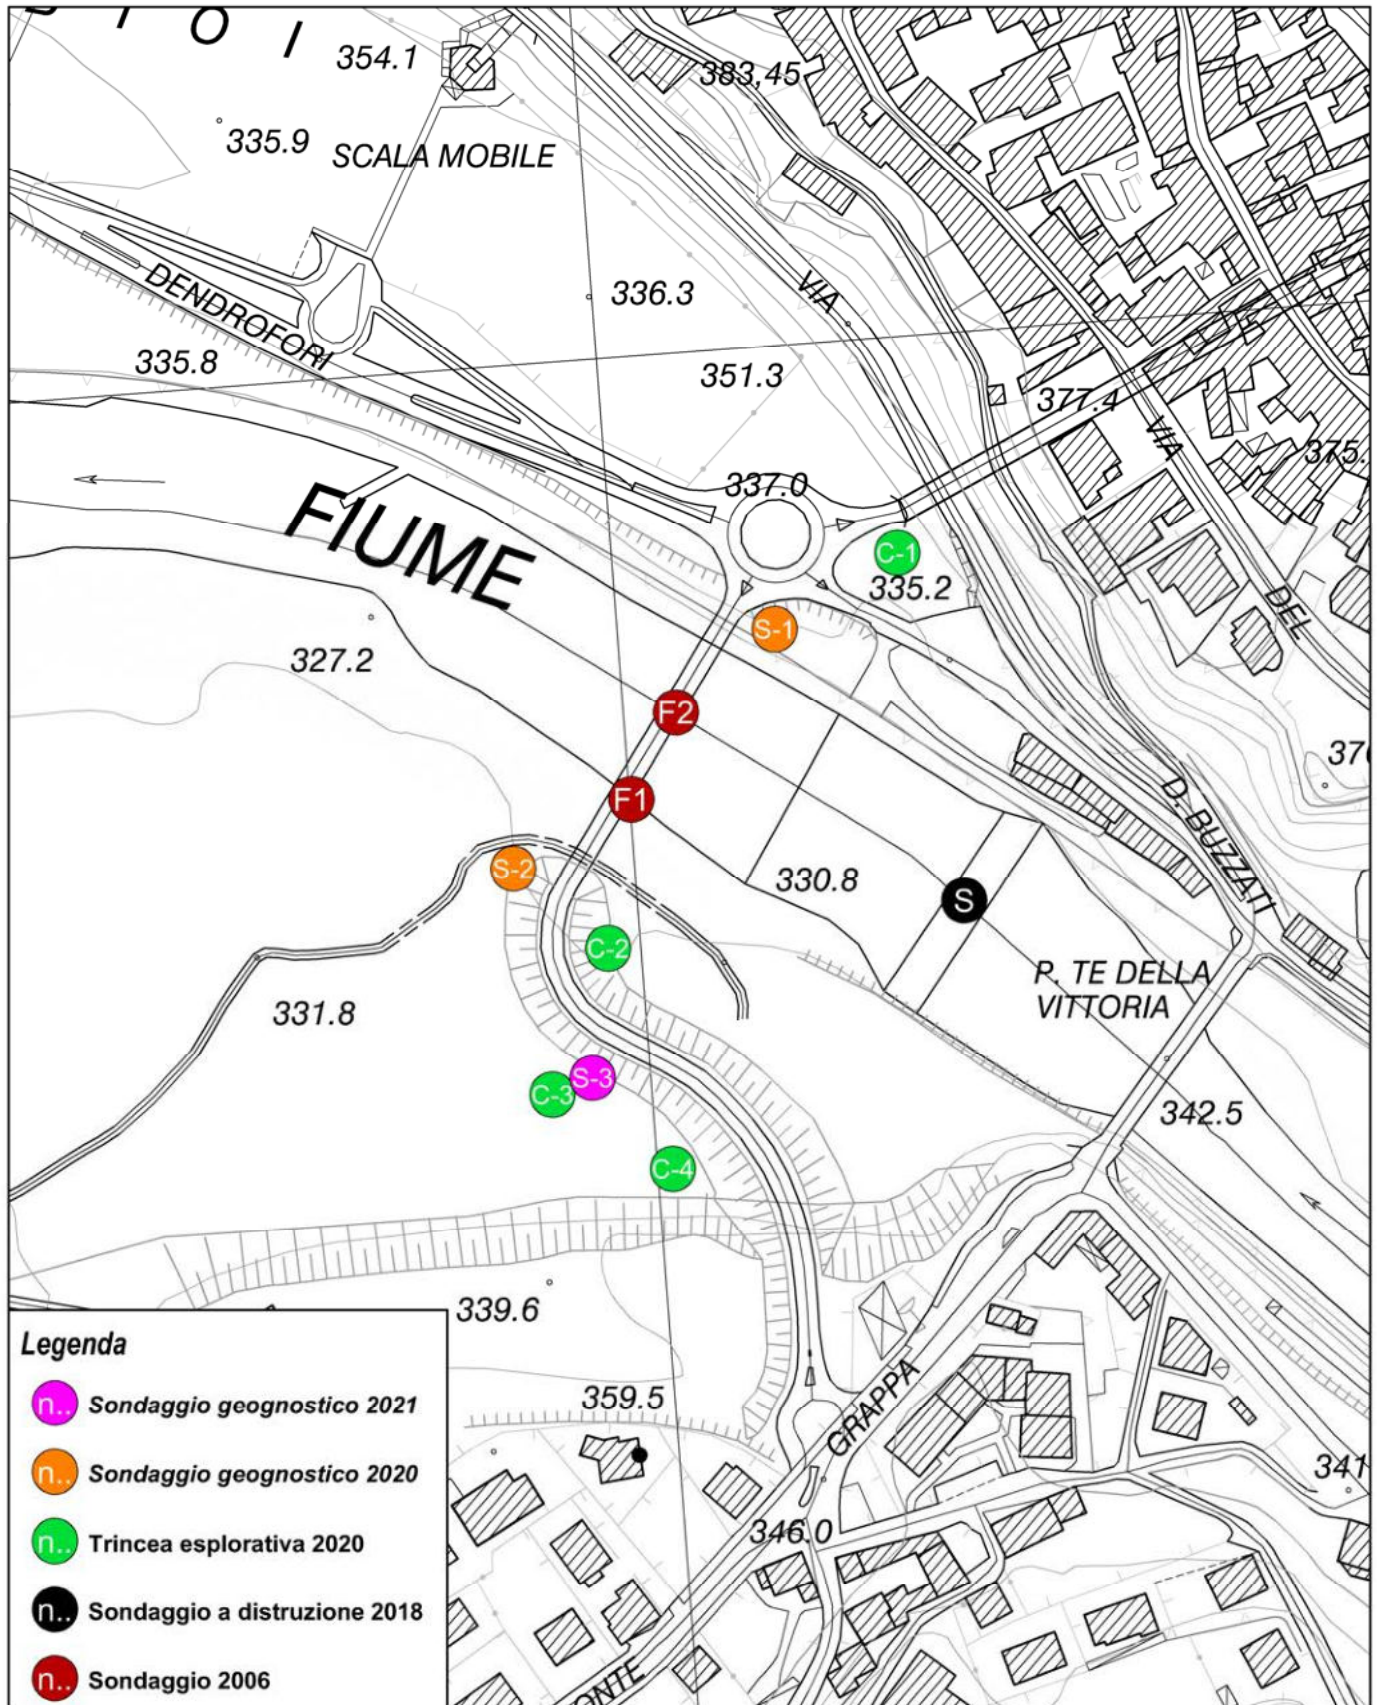 O I
354.1
383,45
335.9
SCALA MOBILE
336.3
VIA
DENDROFORI
335.8
351.3
377.4
VIA
375.
337.0
FIUME
C-1
335.2
DEL
S-1
327.2
F2
370
F1
D. BUZZATI
S-2
330.8
S
C-2
P. TE DELLA
VITTORIA
331.8
S-3
C-3
342.5
C-4
339.6
Legenda
n.. Sondaggio geognostico 2021
n.. Sondaggio geognostico 2020
n.. Trincea esplorativa 2020
n.. Sondaggio a distruzione 2018
n.. Sondaggio 2006
359.5
GRAPPA
341
346.0
ONTE